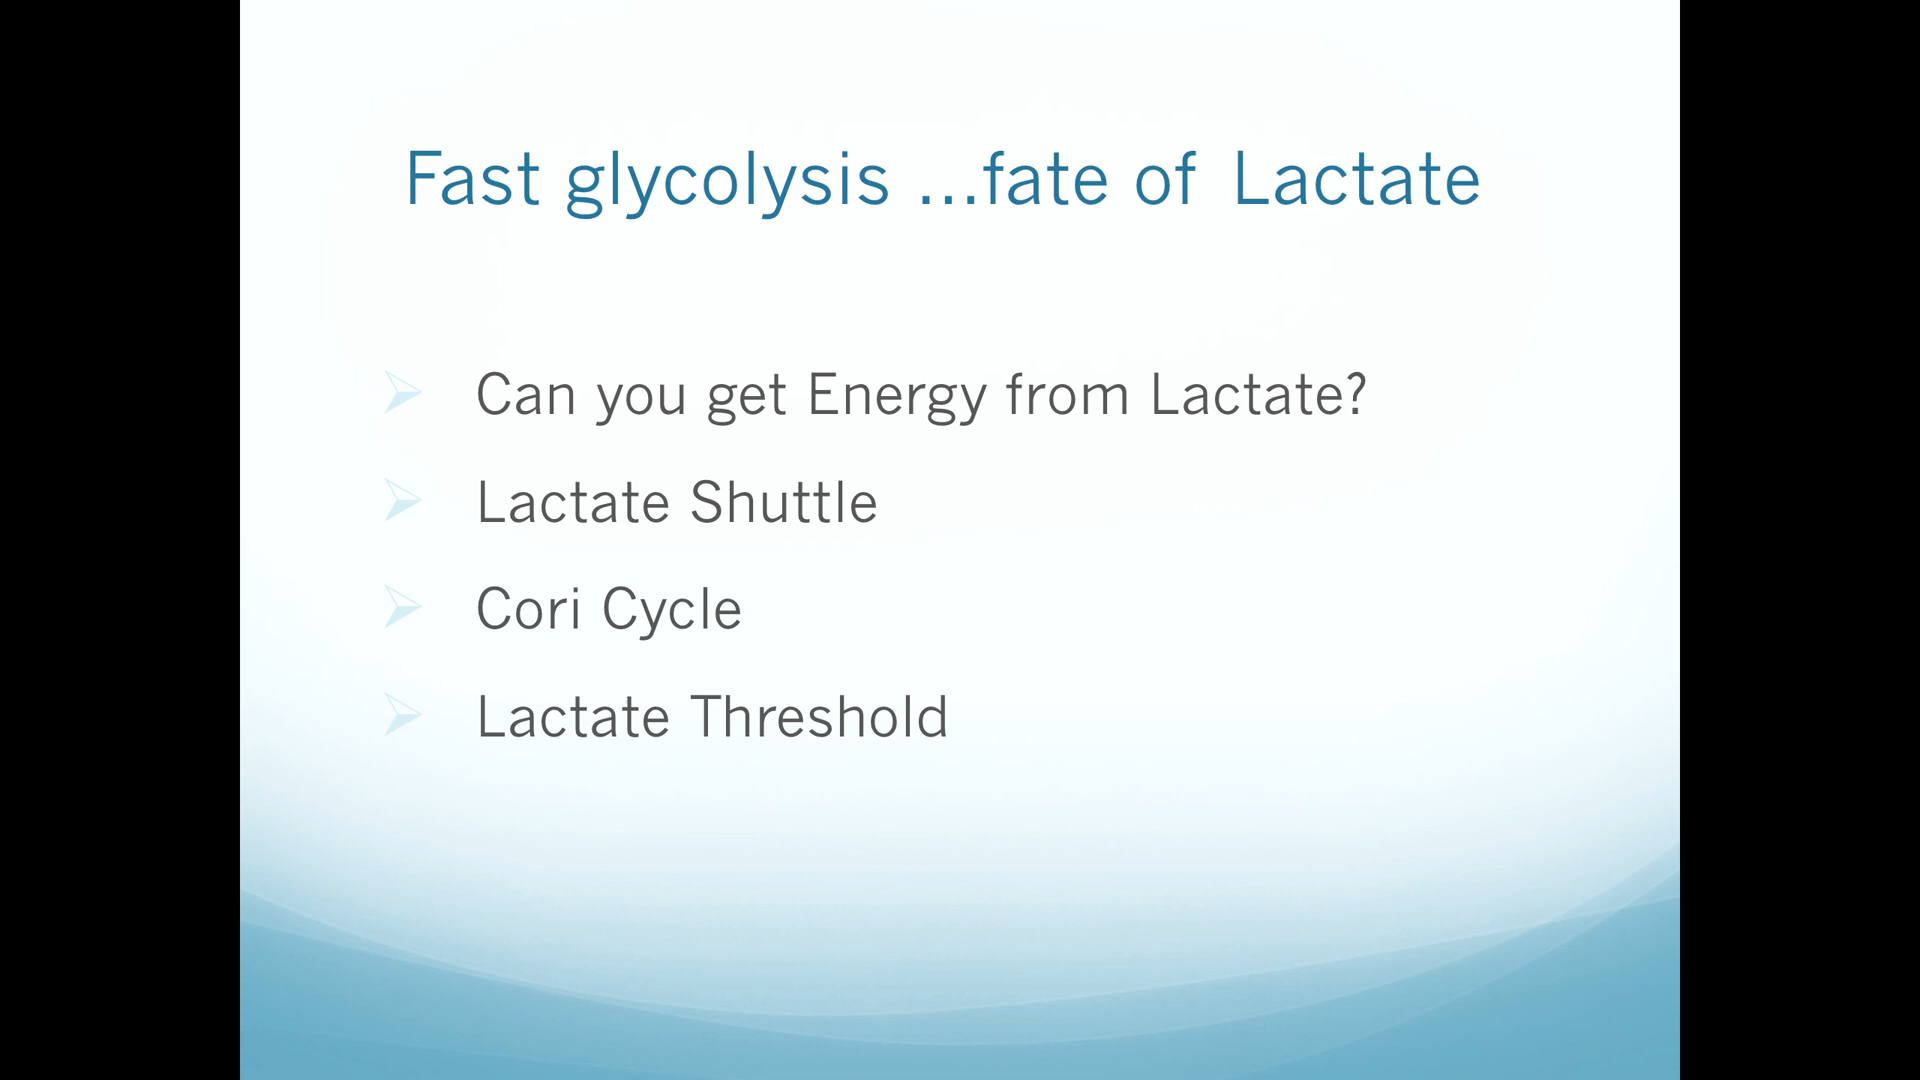 Fast glycolysis ...fate of Lactate
Can you get Energy from Lactate?
Lactate Shuttle
Cori Cycle
Lactate Threshold